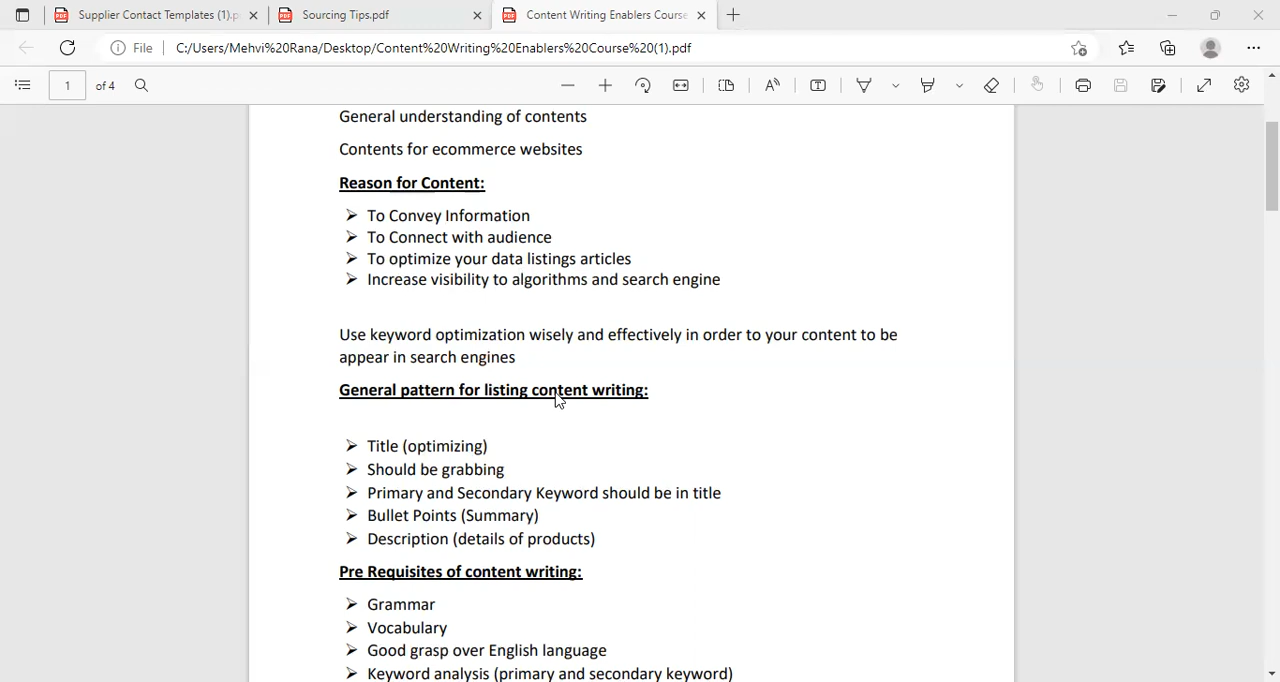 Supplier Contact Templates (1).p
Sourcing Tips.pdf
Content Writing Enablers Course
File
C:/Users/Mehvi%20Rana/Desktop/Content%20Writing%20Enablers%20Course%20(1).pdf
1 of 4
General understanding of contents
Contents for ecommerce websites
Reason for Content:
➢ To Convey Information
➢ To Connect with audience
➢ To optimize your data listings articles
➢ Increase visibility to algorithms and search engine
Use keyword optimization wisely and effectively in order to your content to be
appear in search engines
General pattern for listing content writing:
➢ Title (optimizing)
➢ Should be grabbing
➢ Primary and Secondary Keyword should be in title
➢ Bullet Points (Summary)
➢ Description (details of products)
Pre Requisites of content writing:
➢ Grammar
➢ Vocabulary
➢ Good grasp over English language
➢ Keyword analysis (primary and secondary keyword)